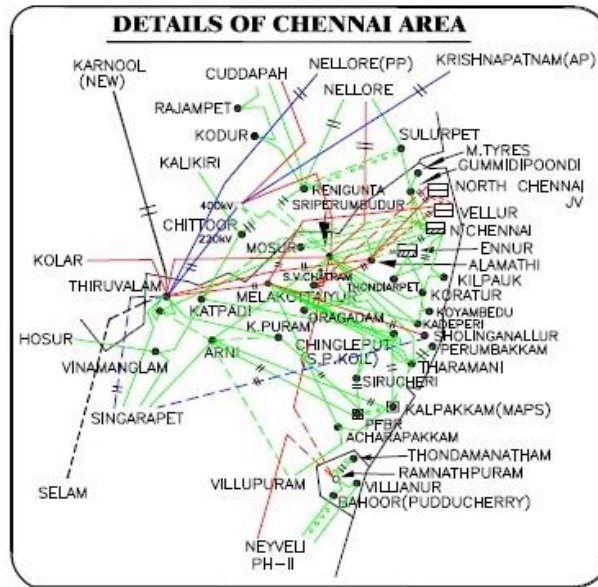 DETAILS OF CHENNAI AREA
KARNOOL
(NEW)
CUDDAPAH
NELLORE(PP)
KRISHNAPATNAM(AP)
NELLORE
RAJAMPET
KODUR
SULURPET
M.TYRES
GUMMIDIPOONDI
KALIKIRI
RENIGUNTA
NORTH CHENNAI
JV
SRIPERUMBUDUR
400kV
VELLUR
CHITTOOR
220kV
MOSUR
N'CHENNAI
ENNUR
KOLAR
S.V.CHATRAM
ALAMATHI
THIRUVALAM
THONDIARPET
KILPAUK
MELAKOTTAIYUR
KORATUR
KATPADI
ORAGADAM
KOYAMBEDU
KADEPERI
HOSUR
K.PURAM
SHOLINGANALLUR
ARNI
CHINGLEPUT
(S.P.KOIL)
PERUMBAKKAM
VINAMANGLAM
THARAMANI
SIRUCHERI
SINGARAPET
KALPAKKAM(MAPS)
PFBR
ACHARAPAKKAM
THONDAMANATHAM
RAMNATHPURAM
SELAM
VILLUPURAM
VILLIANUR
BAHOOR(PUDDUCHERRY)
NEYVELI
PH-II